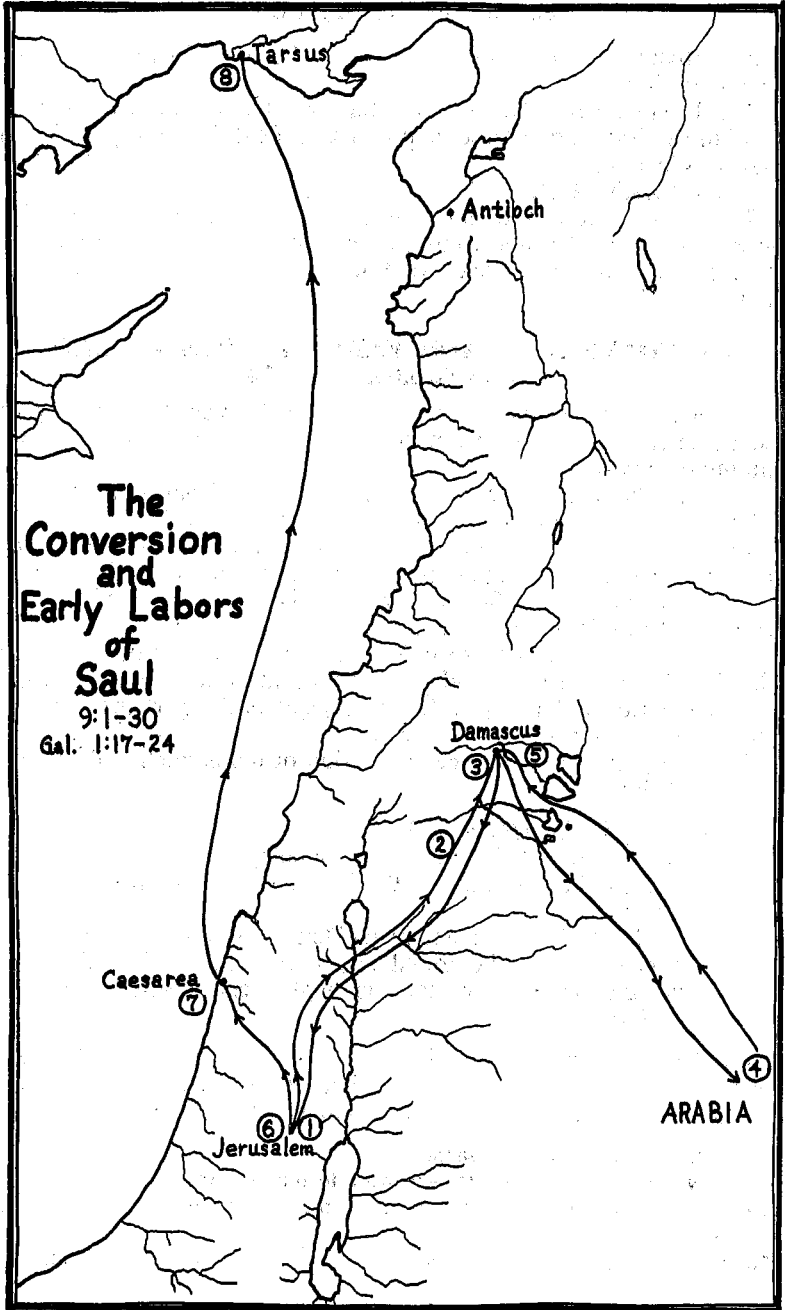 ⑧ Tarsus
Antioch
The
Conversion
and
Early Labors
of
Saul
9:1-30
Gal. 1:17-24
Damascus
③ ⑤
②
Caesarea
⑦
④
ARABIA
⑥ ①
Jerusalem